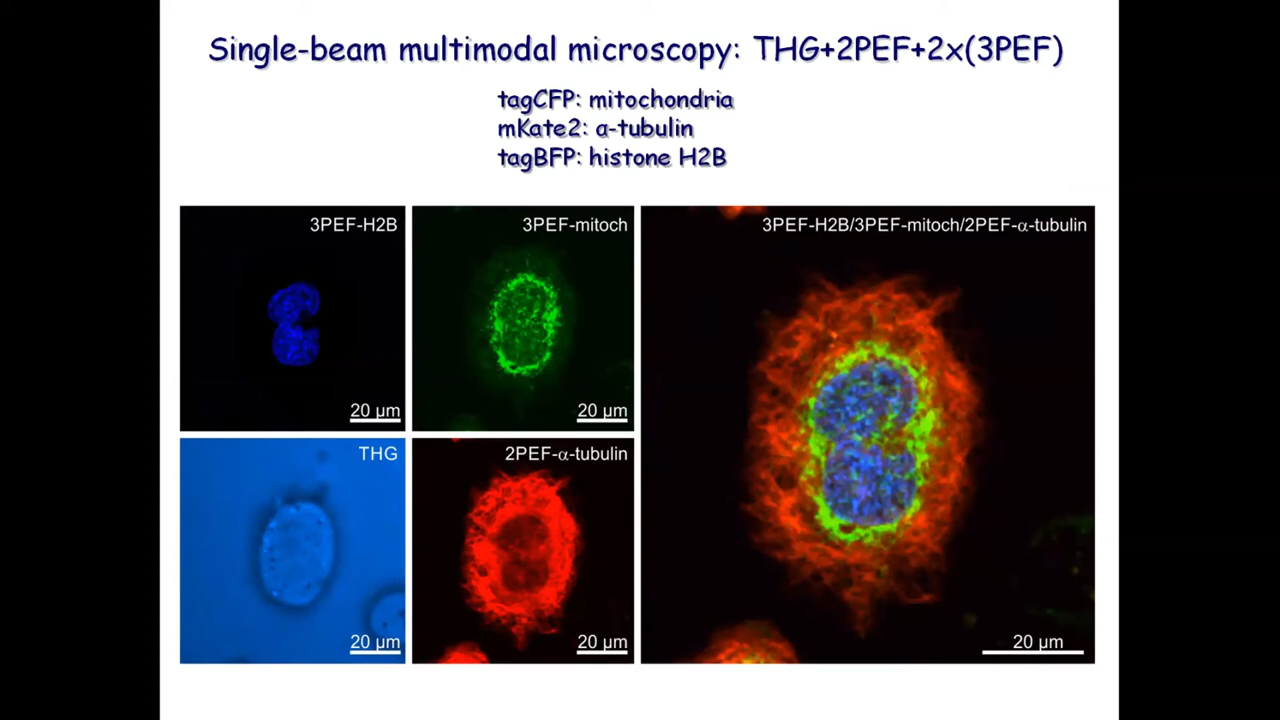 Single-beam multimodal microscopy: THG+2PEF+2x(3PEF)
tagCFP: mitochondria
mKate2: α-tubulin
tagBFP: histone H2B
3PEF-H2B
20 µm
3PEF-mitoch
20 µm
3PEF-H2B/3PEF-mitoch/2PEF-α-tubulin
20 µm
THG
20 µm
2PEF-α-tubulin
20 µm